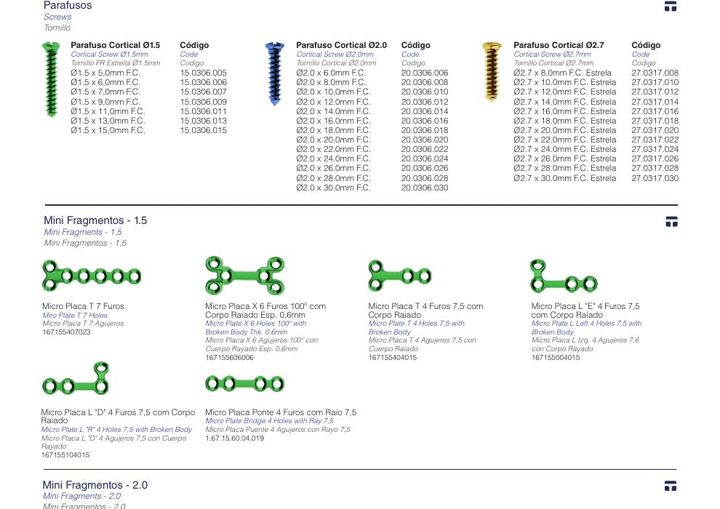 Parafusos
Screws
Tornillo
Parafuso Cortical Ø1.5 Código
Cortical Screw Ø1.5mm Code
Tornillo FR Estrella Ø1.5mm Codigo
Ø1.5 x 5,0mm F.C. 15.0306.005
Ø1.5 x 6,0mm F.C. 15.0306.006
Ø1.5 x 7,0mm F.C. 15.0306.007
Ø1.5 x 9,0mm F.C. 15.0306.009
Ø1.5 x 11,0mm F.C. 15.0306.011
Ø1.5 x 13,0mm F.C. 15.0306.013
Ø1.5 x 15,0mm F.C. 15.0306.015
Parafuso Cortical Ø2.0 Código
Cortical Screw Ø2.0mm Code
Tornillo Cortical Ø2.0mm Codigo
Ø2.0 x 6.0mm F.C. 20.0306.006
Ø2.0 x 8.0mm F.C. 20.0306.008
Ø2.0 x 10.0mm F.C. 20.0306.010
Ø2.0 x 12.0mm F.C. 20.0306.012
Ø2.0 x 14.0mm F.C. 20.0306.014
Ø2.0 x 16.0mm F.C. 20.0306.016
Ø2.0 x 18.0mm F.C. 20.0306.018
Ø2.0 x 20.0mm F.C. 20.0306.020
Ø2.0 x 22.0mm F.C. 20.0306.022
Ø2.0 x 24.0mm F.C. 20.0306.024
Ø2.0 x 26.0mm F.C. 20.0306.026
Ø2.0 x 28.0mm F.C. 20.0306.028
Ø2.0 x 30.0mm F.C. 20.0306.030
Parafuso Cortical Ø2.7 Código
Cortical Screw Ø2.7mm Code
Tornillo Cortical Ø2.7mm Codigo
Ø2.7 x 8.0mm F.C. Estrela 27.0317.008
Ø2.7 x 10.0mm F.C. Estrela 27.0317.010
Ø2.7 x 12.0mm F.C. Estrela 27.0317.012
Ø2.7 x 14.0mm F.C. Estrela 27.0317.014
Ø2.7 x 16.0mm F.C. Estrela 27.0317.016
Ø2.7 x 18.0mm F.C. Estrela 27.0317.018
Ø2.7 x 20.0mm F.C. Estrela 27.0317.020
Ø2.7 x 22.0mm F.C. Estrela 27.0317.022
Ø2.7 x 24.0mm F.C. Estrela 27.0317.024
Ø2.7 x 26.0mm F.C. Estrela 27.0317.026
Ø2.7 x 28.0mm F.C. Estrela 27.0317.028
Ø2.7 x 30.0mm F.C. Estrela 27.0317.030
Mini Fragmentos - 1.5
Mini Fragments - 1.5
Mini Fragmentos - 1.5
Micro Placa T 7 Furos
Miro Plate T 7 Holes
Micro Placa T 7 Agujeros
167155407023
Micro Placa X 6 Furos 100º com
Corpo Raiado Esp. 0.6mm
Micro Plate X 6 Holes 100º with
Broken Body Thk. 0.6mm
Micro Placa X 6 Agujeros 100º con
Cuerpo Rayado Esp. 0.6mm
167155606006
Micro Placa T 4 Furos 7,5 com
Corpo Raiado
Micro Plate T 4 Holes 7,5 with
Broken Body
Micro Placa T 4 Agujeros 7,5 con
Cuerpo Raiado
167155404015
Micro Placa L "E" 4 Furos 7,5
com Corpo Raiado
Micro Plate L Left 4 Holes 7,5 with
Broken Body
Micro Placa L Izq. 4 Agujeros 7,6
con Corpo Rayado
167155004015
Micro Placa L "D" 4 Furos 7,5 com Corpo
Raiado
Micro Plate L "R" 4 Holes 7,5 with Broken Body
Micro Placa L "D" 4 Agujeros 7,5 con Cuerpo
Rayado
167155104015
Micro Placa Ponte 4 Furos com Raio 7,5
Micro Plate Bridge 4 Holes with Ray 7,5
Micro Placa Puente 4 Agujeros con Rayo 7,5
1.67.15.60.04.019
Mini Fragmentos - 2.0
Mini Fragments - 2.0
Mini Fragmentos - 2.0